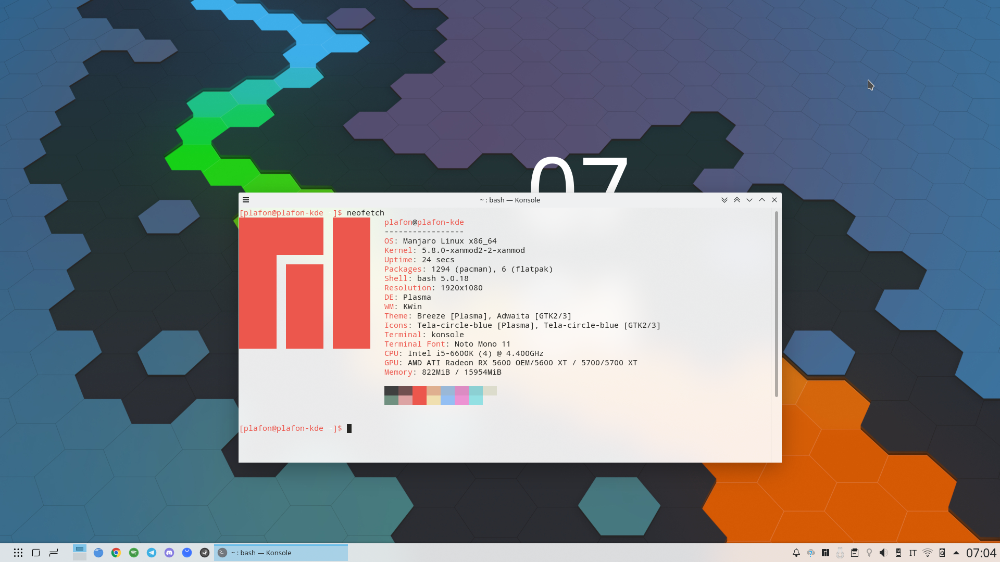 07
~ : bash — Konsole
[plafon@plafon-kde ~]$ neofetch
plafon@plafon-kde
-----------------
OS: Manjaro Linux x86_64
Kernel: 5.8.0-xanmod2-2-xanmod
Uptime: 24 secs
Packages: 1294 (pacman), 6 (flatpak)
Shell: bash 5.0.18
Resolution: 1920x1080
DE: Plasma
WM: KWin
Theme: Breeze [Plasma], Adwaita [GTK2/3]
Icons: Tela-circle-blue [Plasma], Tela-circle-blue [GTK2/3]
Terminal: konsole
Terminal Font: Noto Mono 11
CPU: Intel i5-6600K (4) @ 4.400GHz
GPU: AMD ATI Radeon RX 5600 OEM/5600 XT / 5700/5700 XT
Memory: 822MiB / 15954MiB
[plafon@plafon-kde ~]$
~ : bash — Konsole
IT
07:04